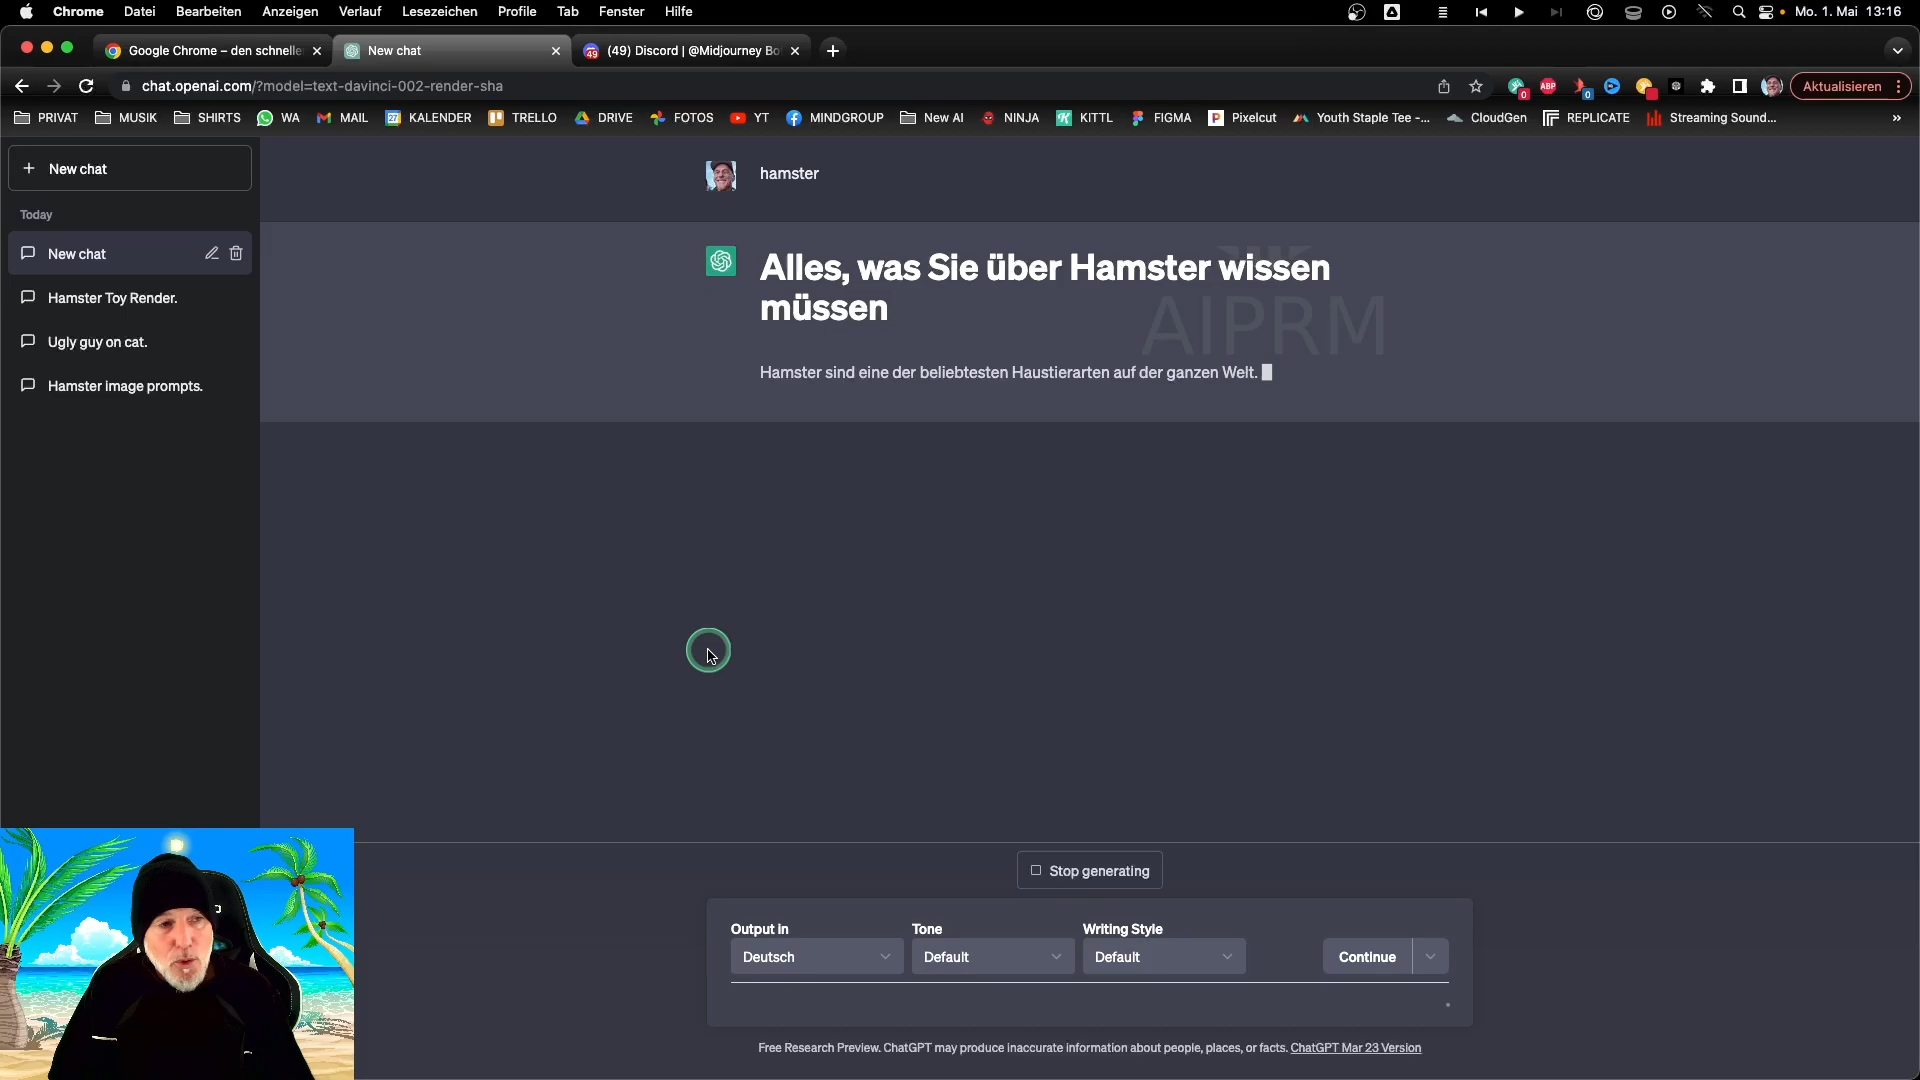 Chrome Datei Bearbeiten Anzeigen Verlauf Lesezeichen Profile Tab Fenster Hilfe Mo. 1. Mai 13:16
Google Chrome – den schnelle New chat (49) Discord | @Midjourney Bo
chat.openai.com/?model=text-davinci-002-render-sha Aktualisieren
PRIVAT MUSIK SHIRTS WA MAIL KALENDER TRELLO DRIVE FOTOS YT MINDGROUP New AI NINJA KITTL FIGMA Pixelcut Youth Staple Tee -... CloudGen REPLICATE Streaming Sound... »
New chat
Today
New chat
Hamster Toy Render.
Ugly guy on cat.
Hamster image prompts.
hamster
Alles, was Sie über Hamster wissen
müssen
AIPRM
Hamster sind eine der beliebtesten Haustierarten auf der ganzen Welt.
Stop generating
Output in Tone Writing Style
Deutsch Default Default Continue
Free Research Preview. ChatGPT may produce inaccurate information about people, places, or facts. ChatGPT Mar 23 Version